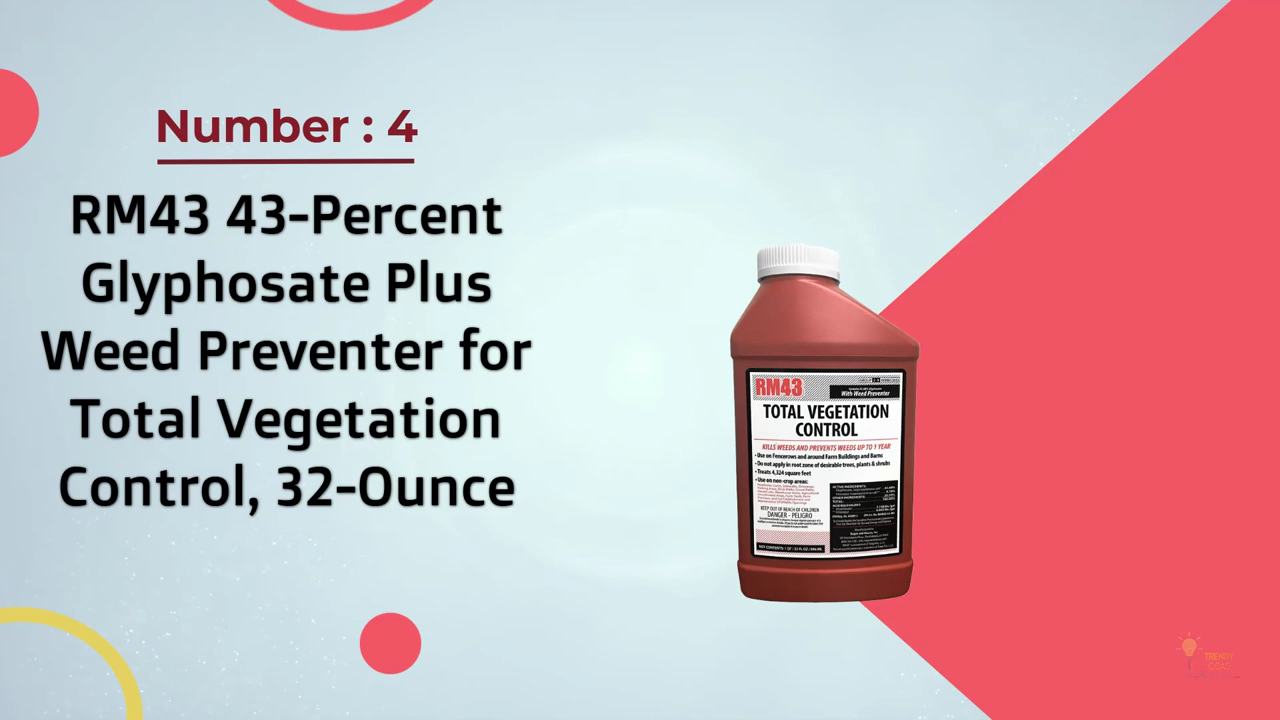 Number : 4
RM43 43-Percent
Glyphosate Plus
Weed Preventer for
Total Vegetation
Control, 32-Ounce
RM43
With Weed Preventer
TOTAL VEGETATION
CONTROL
KILLS WEEDS AND PREVENTS WEEDS UP TO 1 YEAR
• Use on Fencerows and around Farm Buildings and Barns
• Do not apply in root zone of desirable trees, plants & shrubs
• Treats 4,324 square feet
• Use on non-crop areas:
KEEP OUT OF REACH OF CHILDREN
DANGER - PELIGRO
ACTIVE INGREDIENTS:
TRENDY